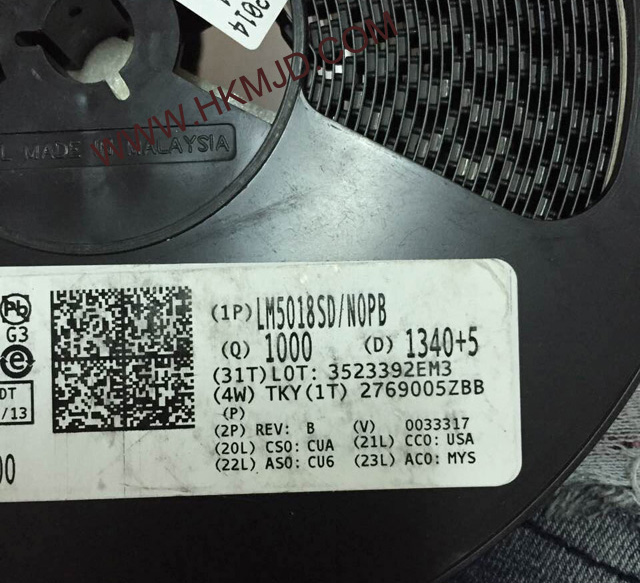 2014
WWW.HKMJD.COM
L MADE IN MALAYSIA
Pb
G3
e
DT
/13
00
(1P) LM5018SD/NOPB
(Q) 1000 (D) 1340+5
(31T) LOT: 3523392EM3
(4W) TKY(1T) 2769005ZBB
(P)
(2P) REV: B (V) 0033317
(20L) CSO: CUA (21L) CCO: USA
(22L) ASO: CU6 (23L) ACO: MYS